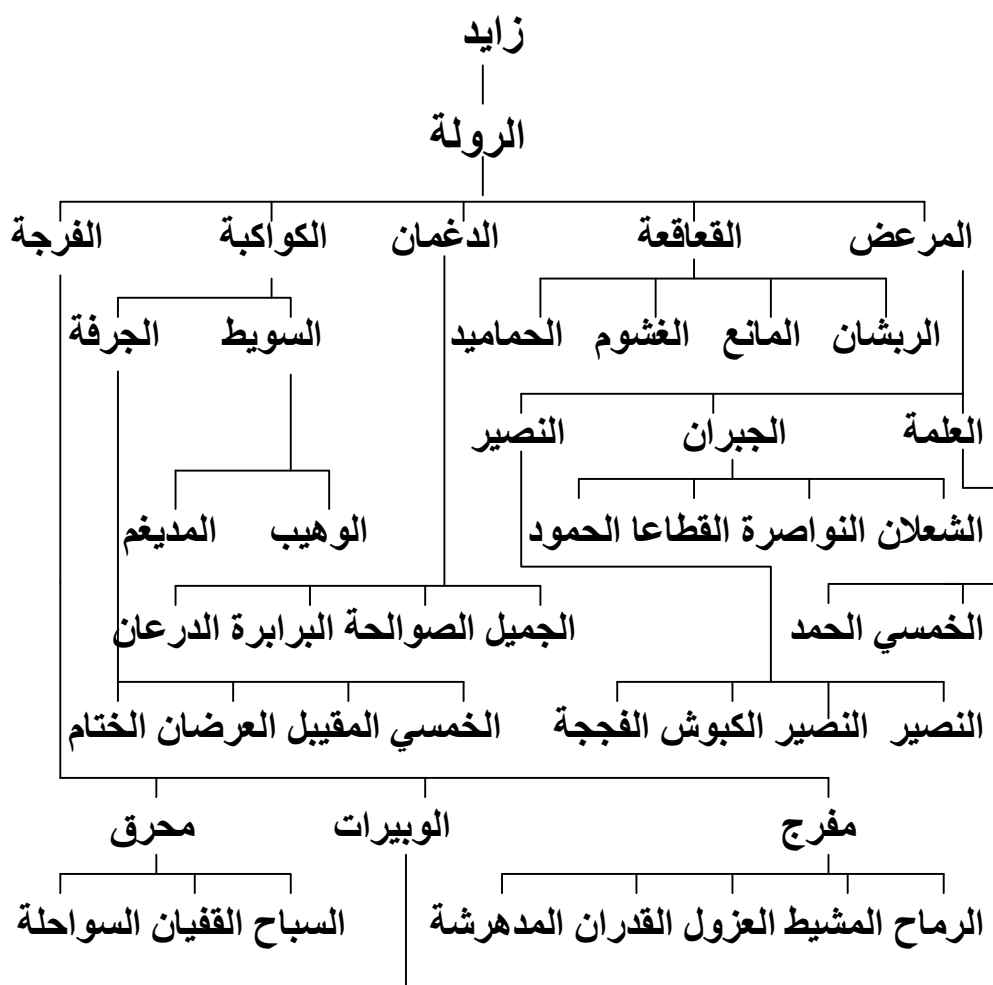 زايد
الرولة
المرعض القعاقعة الدغمان الكواكبة الفرجة
الربشان المانع الغشوم الحماميد السويط الجرفة
العلمة الجبران النصير
الشعلان النواصرة القطاعا الحمود الوهيب المديغم
الخمسي الحمد الجميل الصوالحة البرابرة الدرعان
النصير النصير الكبوش الفججة الخمسي المقيبل العرضان الختام
مفرج الوبيرات محرق
الرماح المشيط العزول القدران المدهرشة السباح القفيان السواحلة